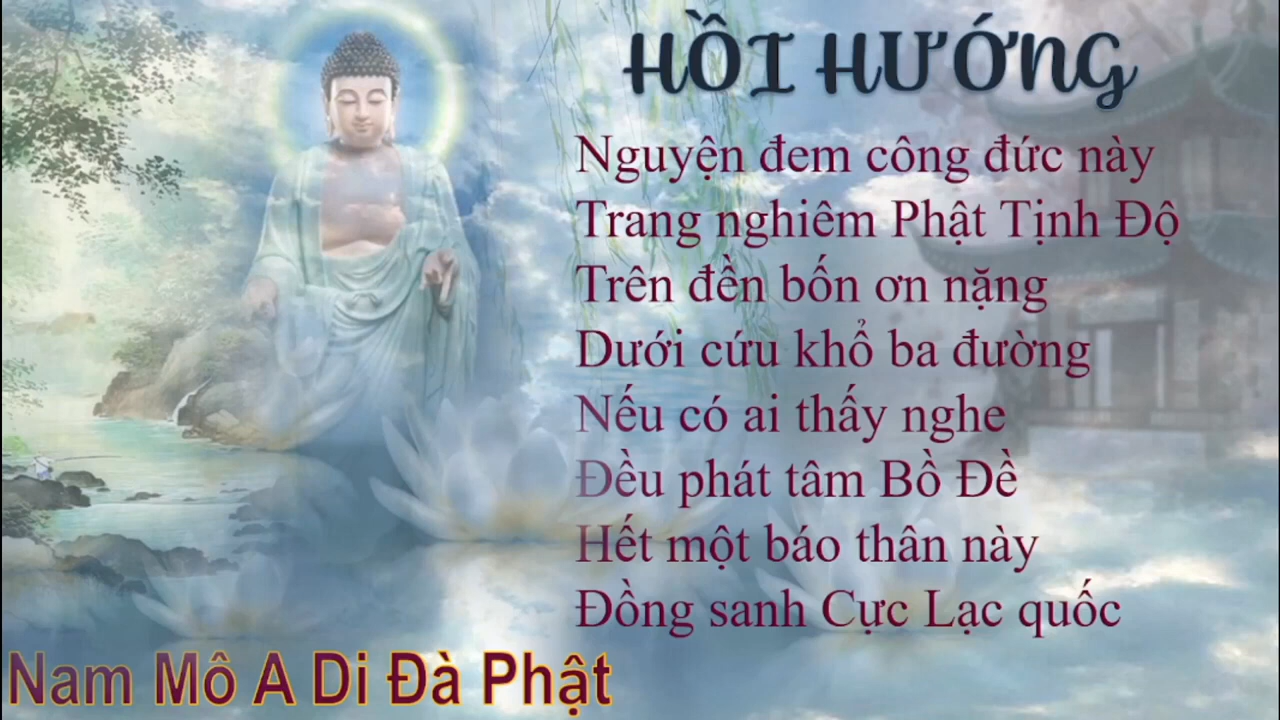 HỒI HƯỚNG
Nguyện đem công đức này
Trang nghiêm Phật Tịnh Độ
Trên đền bốn ơn nặng
Dưới cứu khổ ba đường
Nếu có ai thấy nghe
Đều phát tâm Bồ Đề
Hết một báo thân này
Đồng sanh Cực Lạc quốc
Nam Mô A Di Đà Phật